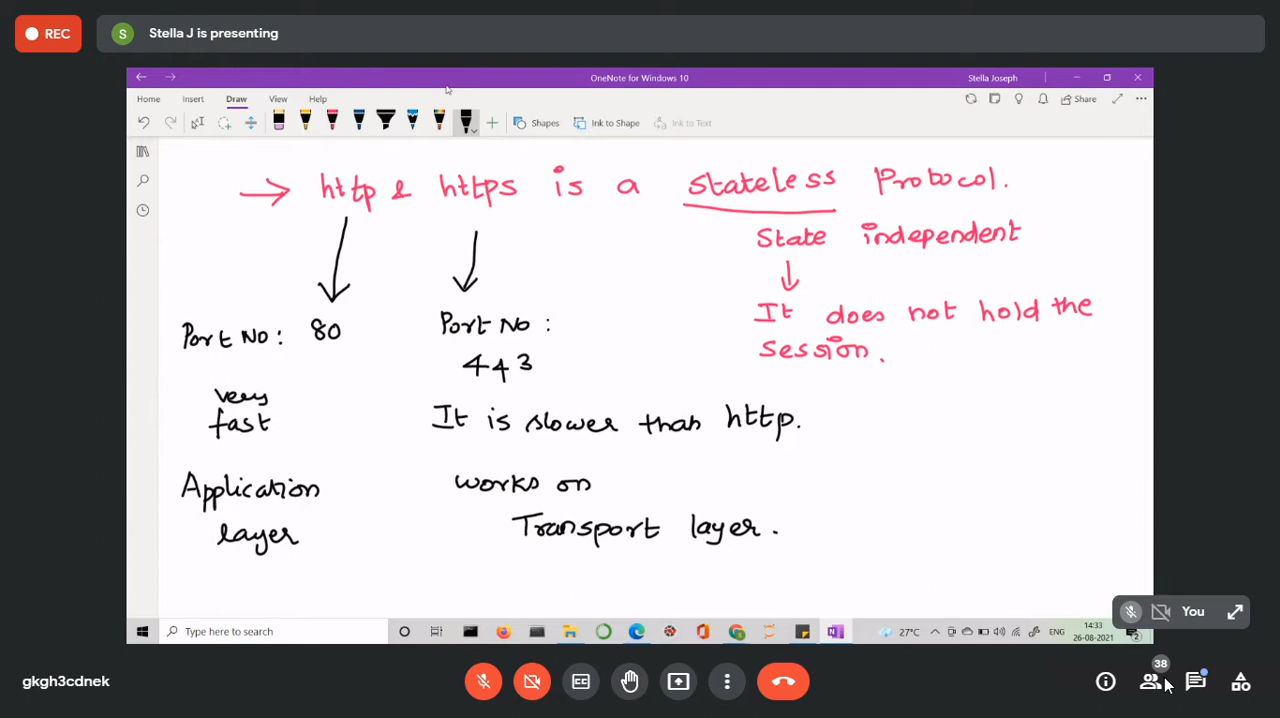 REC
S
Stella J is presenting
OneNote for Windows 10
Stella Joseph
Home Insert Draw View Help
Share
Shapes
Ink to Shape
Ink to Text
→ http & https is a stateless Protocol.
State independent
It does not hold the
Session.
Port No: 80
Port No:
443
very
fast
It is slower than http.
Application
layer
works on
Transport layer.
You
Type here to search
27°C
ENG
14:33
26-08-2021
2
gkgh3cdnek
CC
38